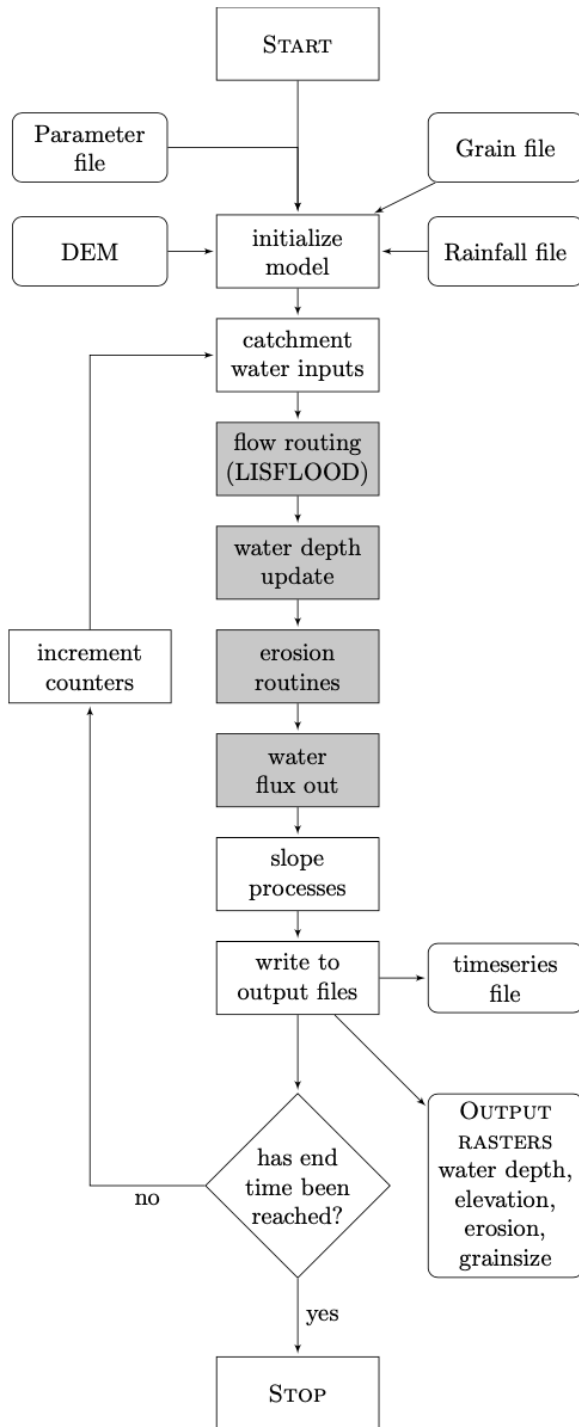 START
Parameter
file
Grain file
DEM
initialize
model
Rainfall file
catchment
water inputs
flow routing
(LISFLOOD)
water depth
update
increment
counters
erosion
routines
water
flux out
slope
processes
write to
output files
timeseries
file
OUTPUT
RASTERS
water depth,
elevation,
erosion,
grainsize
has end
time been
reached?
no
yes
STOP